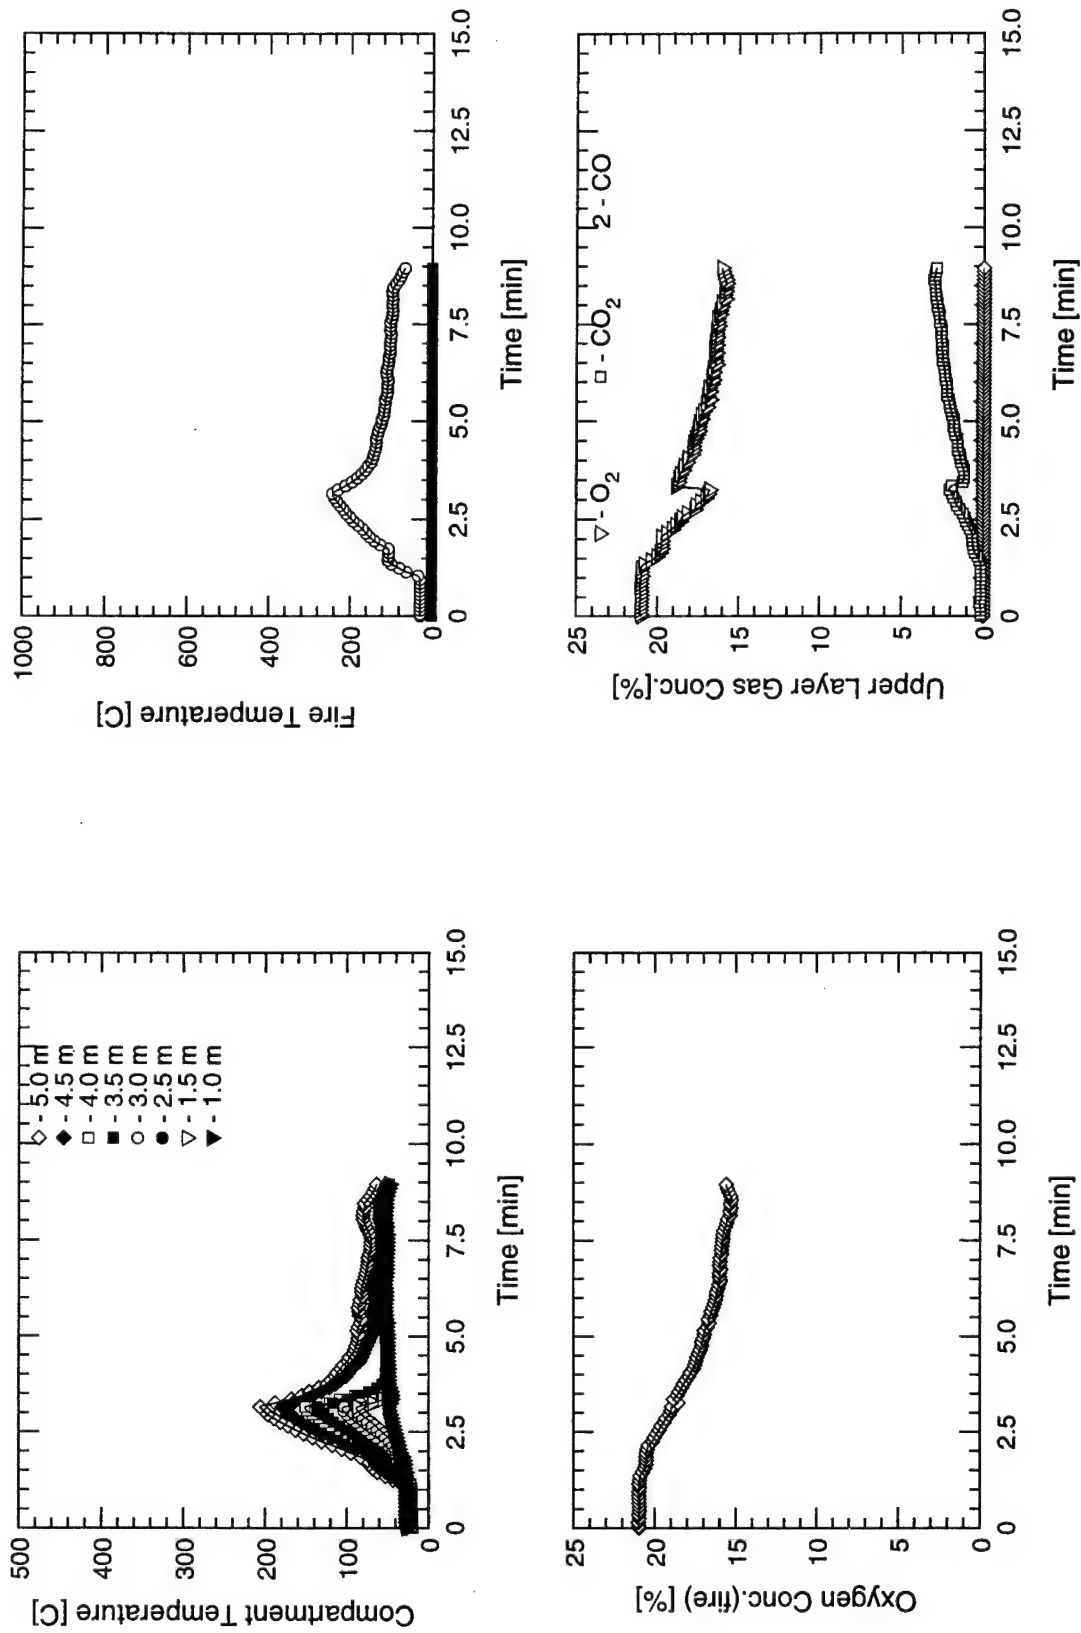 Compartment Temperature [C]
500
400
300
200
100
0
◇ - 5.0 m
◆ - 4.5 m
□ - 4.0 m
■ - 3.5 m
○ - 3.0 m
● - 2.5 m
▽ - 1.5 m
▼ - 1.0 m
0 2.5 5.0 7.5 10.0 12.5 15.0
Time [min]
Fire Temperature [C]
1000
800
600
400
200
0
0 2.5 5.0 7.5 10.0 12.5 15.0
Time [min]
Oxygen Conc.(fire) [%]
25
20
15
10
5
0
0 2.5 5.0 7.5 10.0 12.5 15.0
Time [min]
Upper Layer Gas Conc.[%]
25
20
15
10
5
0
▽ - O2 □ - CO2 2 - CO
0 2.5 5.0 7.5 10.0 12.5 15.0
Time [min]